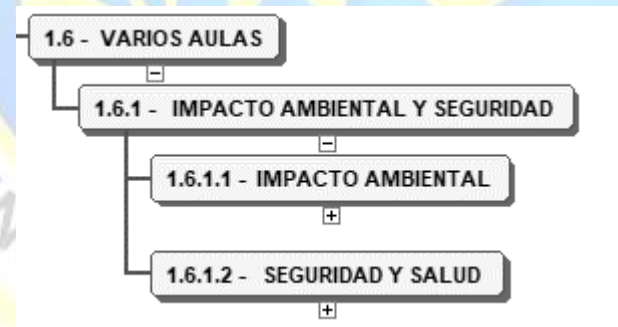 1.6 - VARIOS AULAS
1.6.1 - IMPACTO AMBIENTAL Y SEGURIDAD
1.6.1.1 - IMPACTO AMBIENTAL
1.6.1.2 - SEGURIDAD Y SALUD